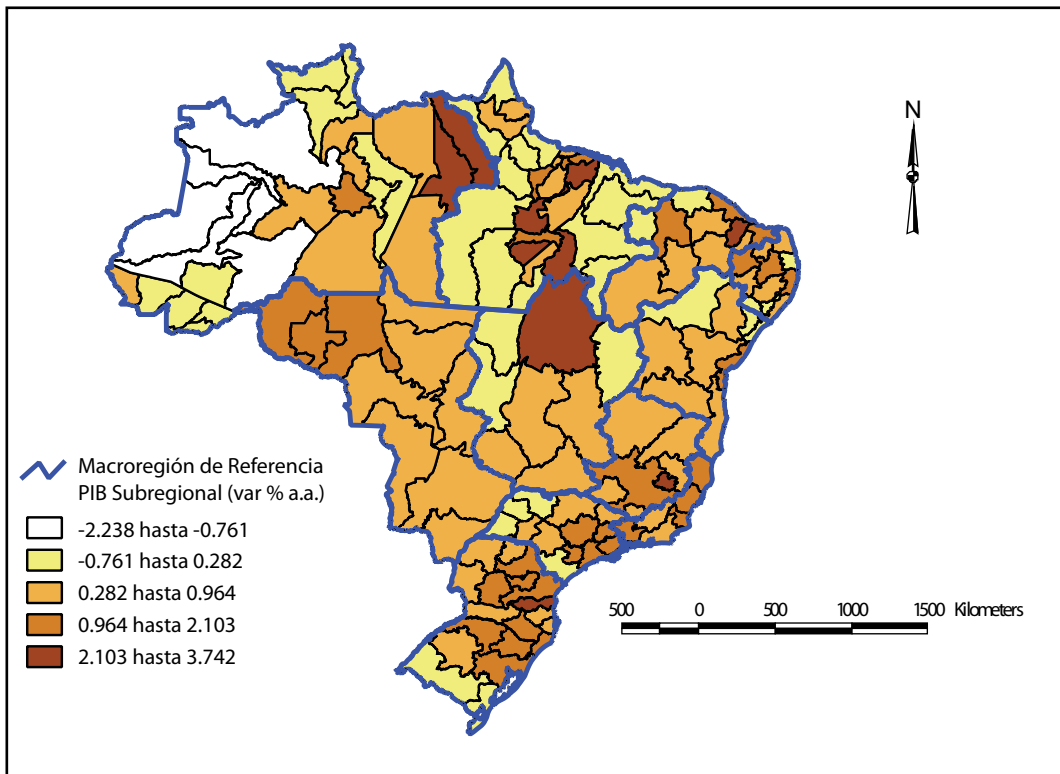 N
Macroregión de Referencia
PIB Subregional (var % a.a.)
-2.238 hasta -0.761
-0.761 hasta 0.282
0.282 hasta 0.964
0.964 hasta 2.103
2.103 hasta 3.742
500 0 500 1000 1500 Kilometers